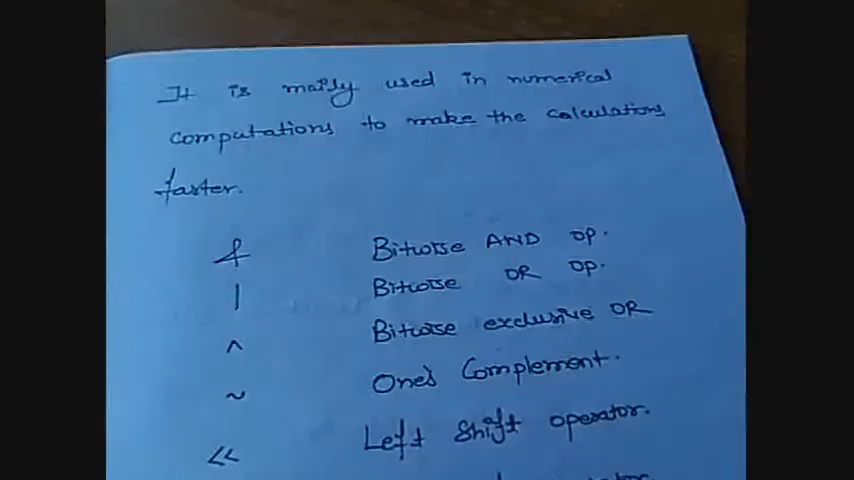 It is maily used in numerical
computations to make the calculations
faster.
& Bitwise AND op.
| Bitwise OR op.
^ Bitwise exclusive OR
~ One's Complement.
<< Left Shift operator.